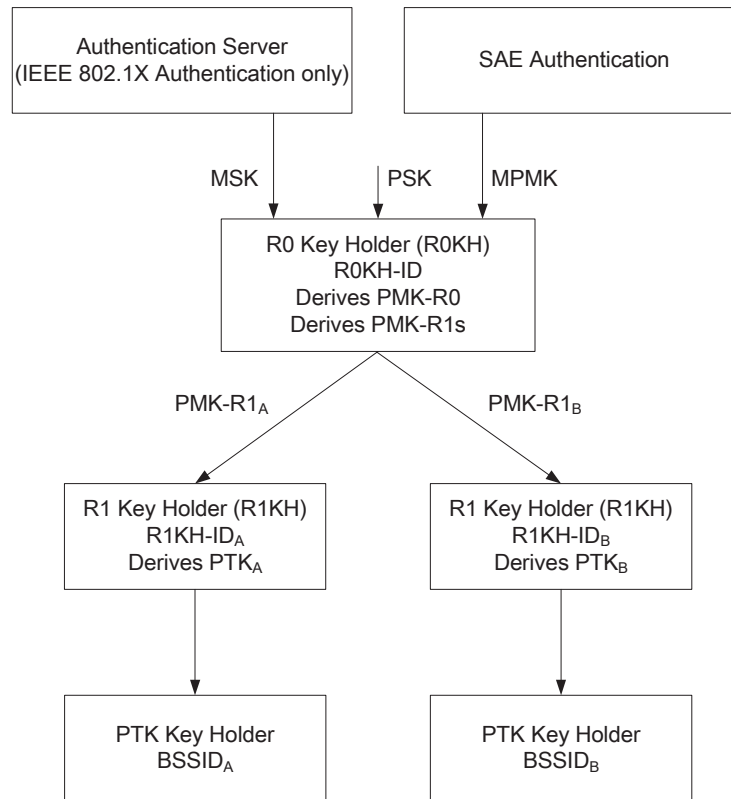 Authentication Server
(IEEE 802.1X Authentication only)
SAE Authentication
MSK
PSK
MPMK
R0 Key Holder (R0KH)
R0KH-ID
Derives PMK-R0
Derives PMK-R1s
PMK-R1A
PMK-R1B
R1 Key Holder (R1KH)
R1KH-IDA
Derives PTKA
R1 Key Holder (R1KH)
R1KH-IDB
Derives PTKB
PTK Key Holder
BSSIDA
PTK Key Holder
BSSIDB